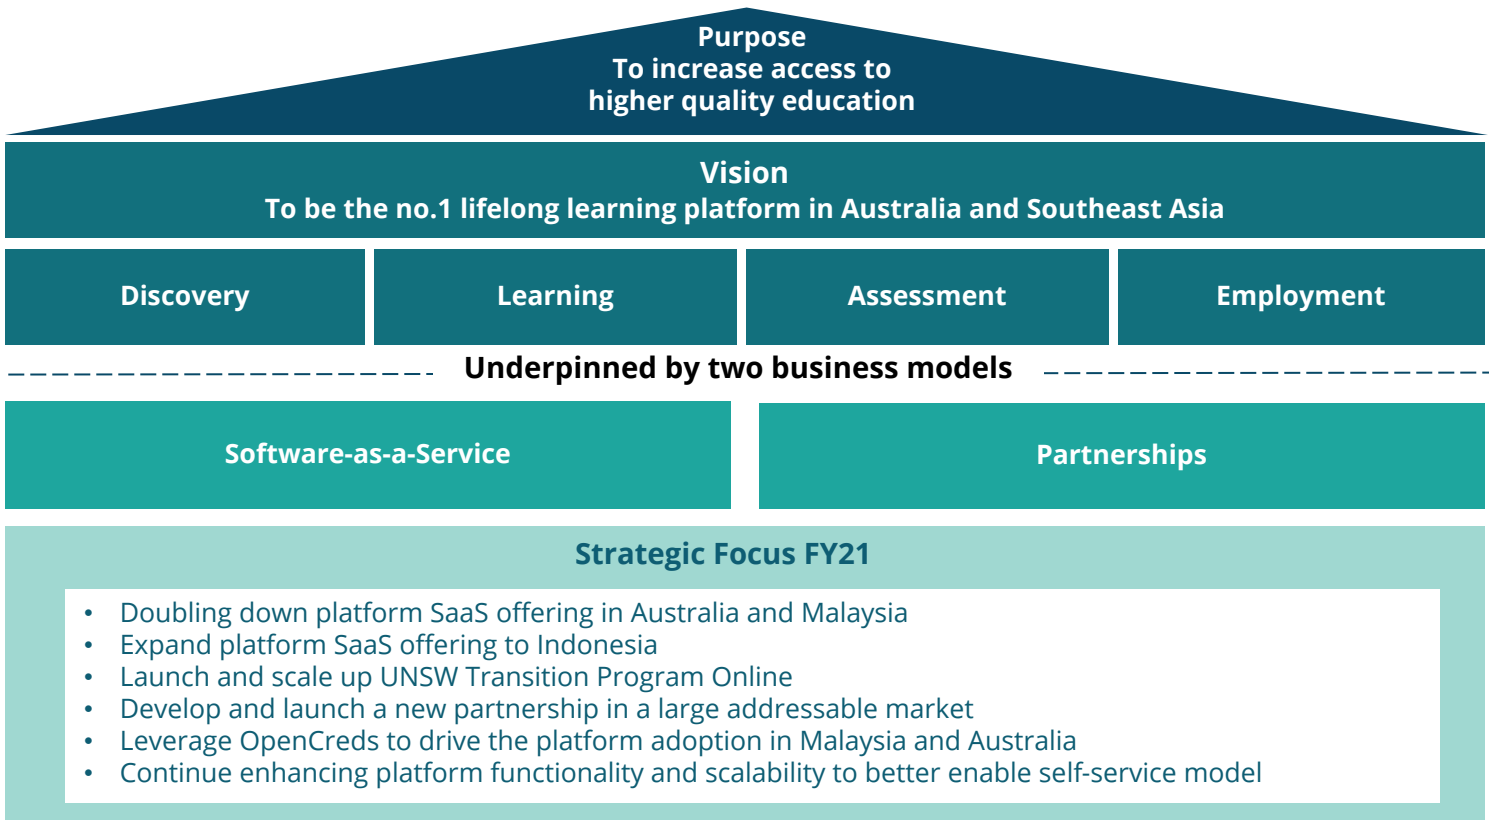 Purpose
To increase access to
higher quality education
Vision
To be the no.1 lifelong learning platform in Australia and Southeast Asia
Discovery
Learning
Assessment
Employment
Underpinned by two business models
Software-as-a-Service
Partnerships
Strategic Focus FY21
• Doubling down platform SaaS offering in Australia and Malaysia
• Expand platform SaaS offering to Indonesia
• Launch and scale up UNSW Transition Program Online
• Develop and launch a new partnership in a large addressable market
• Leverage OpenCreds to drive the platform adoption in Malaysia and Australia
• Continue enhancing platform functionality and scalability to better enable self-service model